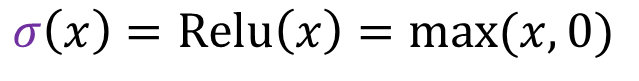 σ(x) = Relu(x) = max(x, 0)